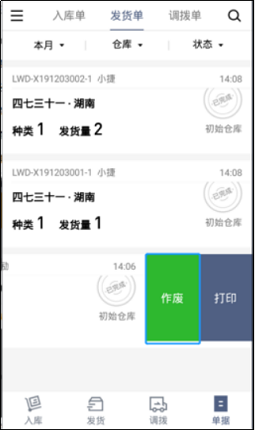 入库单 发货单 调拨单
本月 仓库 状态
LWD-X191203002-1 小捷 14:08
四七三十一·湖南
已完成
种类 1 发货量 2 初始仓库
LWD-X191203001-1 小捷 14:08
四七三十一·湖南
已完成
种类 1 发货量 1 初始仓库
14:06
已完成
初始仓库
作废 打印
入库 发货 调拨 单据